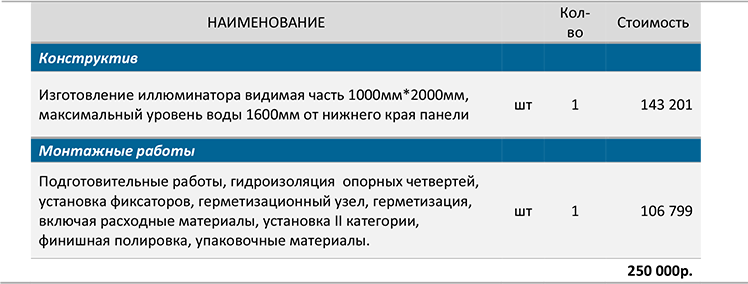 НАИМЕНОВАНИЕ Кол-во Стоимость
Конструктив
Изготовление иллюминатора видимая часть 1000мм*2000мм,
максимальный уровень воды 1600мм от нижнего края панели шт 1 143 201
Монтажные работы
Подготовительные работы, гидроизоляция опорных четвертей,
установка фиксаторов, герметизационный узел, герметизация,
включая расходные материалы, установка II категории, шт 1 106 799
финишная полировка, упаковочные материалы.
250 000р.